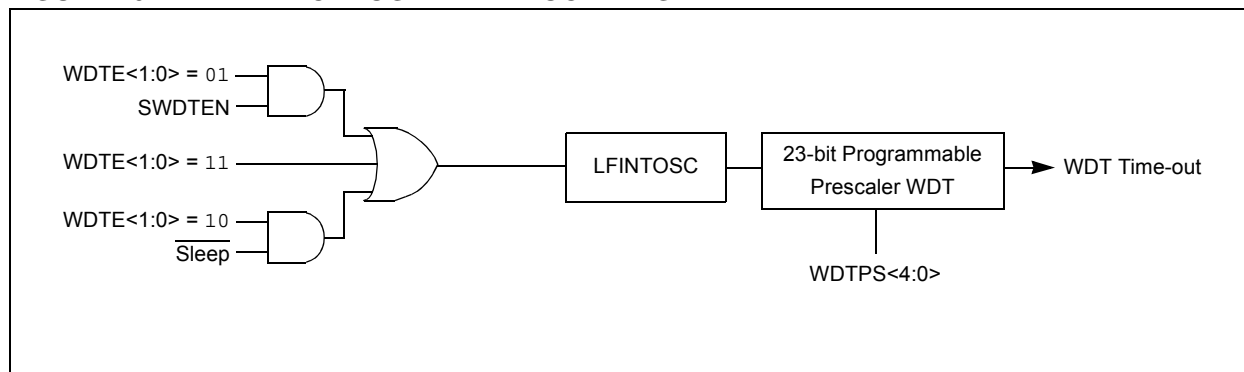 WDTE<1:0> = 01
SWDTEN
WDTE<1:0> = 11
WDTE<1:0> = 10
Sleep
LFINTOSC
23-bit Programmable
Prescaler WDT
WDT Time-out
WDTPS<4:0>